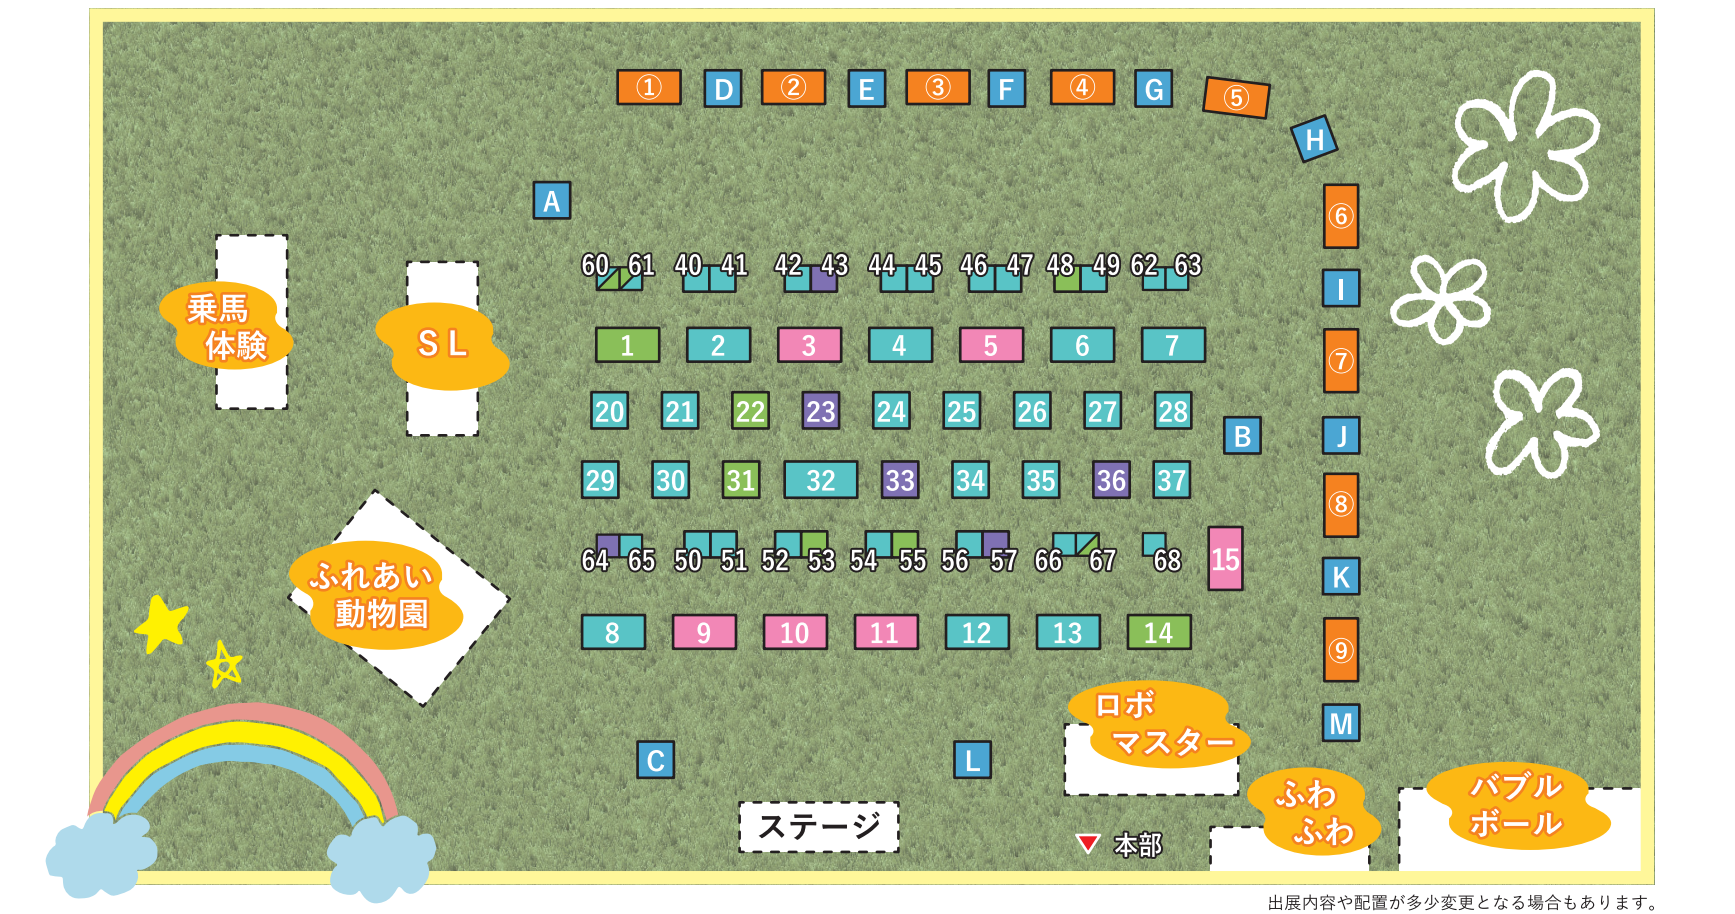 ① D ② E ③ F ④ G ⑤
H
A
⑥
60 61 40 41 42 43 44 45 46 47 48 49 62 63
I
乗馬
体験
SL
1 2 3 4 5 6 7
⑦
20 21 22 23 24 25 26 27 28
B
J
29 30 31 32 33 34 35 36 37
⑧
64 65 50 51 52 53 54 55 56 57 66 67 68
15
K
ふれあい
動物園
8 9 10 11 12 13 14
⑨
ロボ
マスター
M
C
L
ふわ
ふわ
バブル
ボール
ステージ
本部
出展内容や配置が多少変更となる場合もあります。